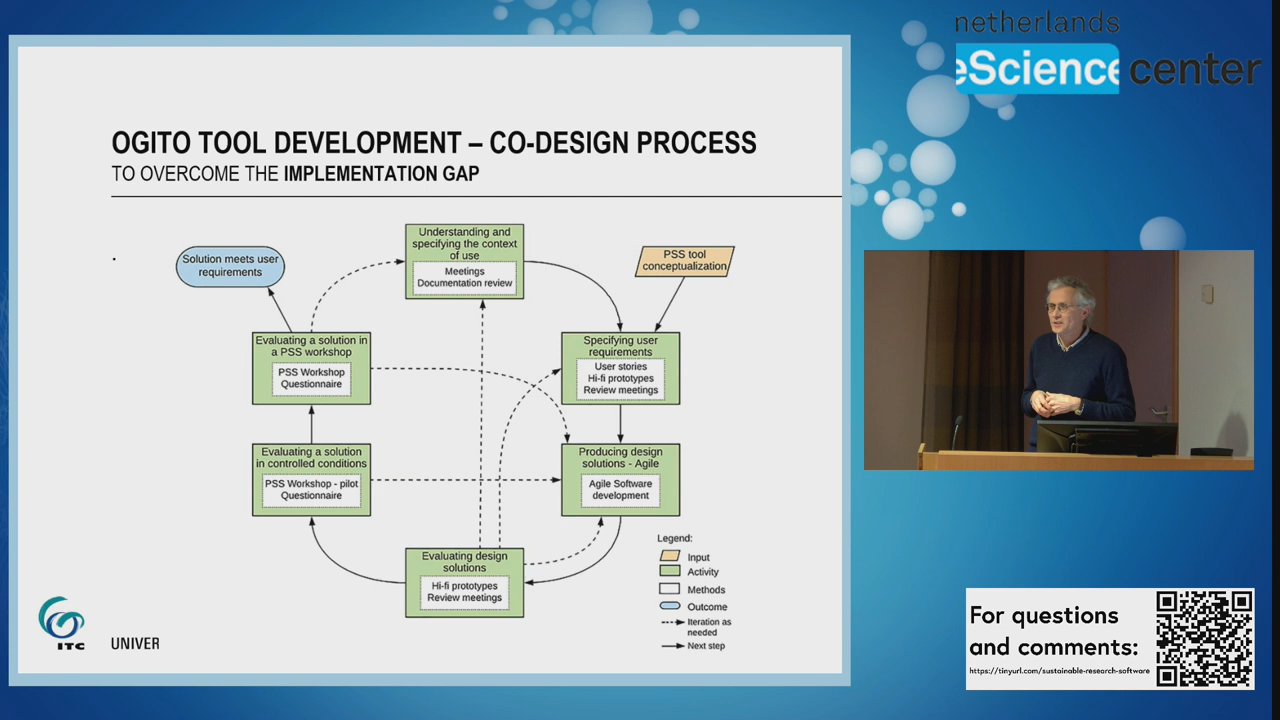 netherlands
eScience center
OGITO TOOL DEVELOPMENT – CO-DESIGN PROCESS
TO OVERCOME THE IMPLEMENTATION GAP
Solution meets user
requirements
Understanding and
specifying the context
of use
Meetings
Documentation review
PSS tool
conceptualization
Evaluating a solution in
a PSS workshop
PSS Workshop
Questionnaire
Specifying user
requirements
User stories
Hi-fi prototypes
Review meetings
Evaluating a solution
in controlled conditions
PSS Workshop - pilot
Questionnaire
Producing design
solutions - Agile
Agile Software
development
Evaluating design
solutions
Hi-fi prototypes
Review meetings
Legend:
Input
Activity
Methods
Outcome
Iteration as
needed
Next step
ITC
UNIVER
For questions
and comments:
https://tinyurl.com/sustainable-research-software